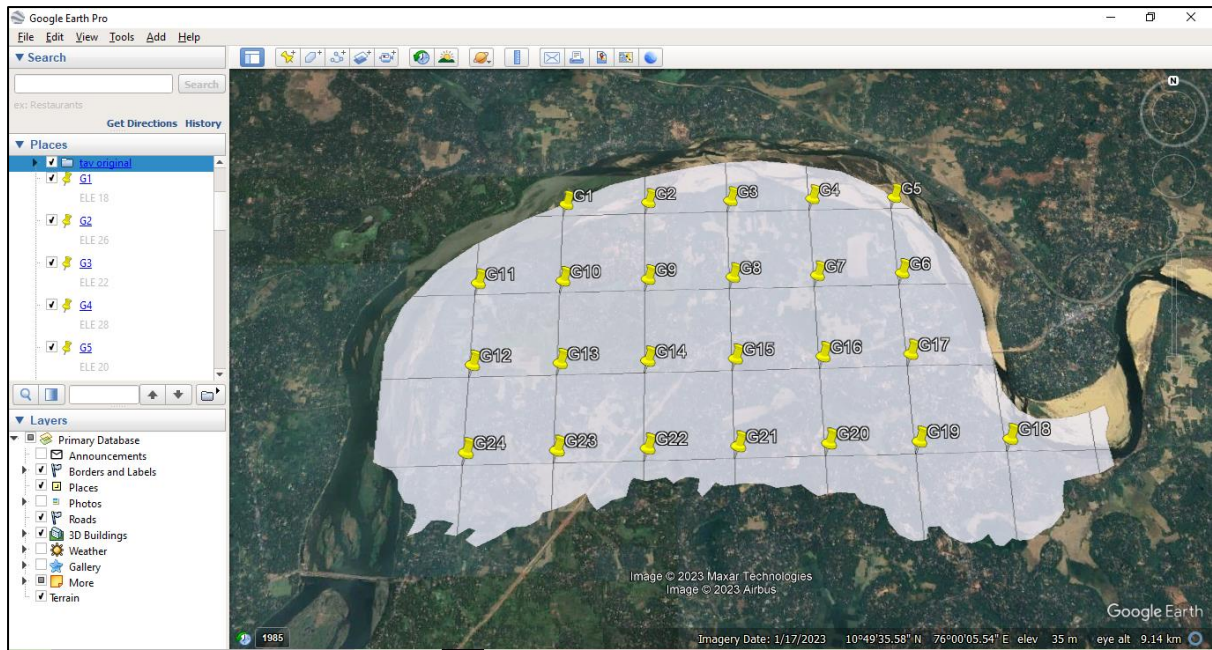 Google Earth Pro
File Edit View Tools Add Help
Search
Search
ex: Restaurants
Get Directions History
Places
tav original
G1
ELE 18
G2
ELE 26
G3
ELE 22
G4
ELE 28
G5
ELE 20
Layers
Primary Database
Announcements
Borders and Labels
Places
Photos
Roads
3D Buildings
Weather
Gallery
More
Terrain
N
G1 G2 G3 G4 G5
G11 G10 G9 G8 G7 G6
G12 G13 G14 G15 G16 G17
G24 G23 G22 G21 G20 G19 G18
Image © 2023 Maxar Technologies
Image © 2023 Airbus
Google Earth
1985
Imagery Date: 1/17/2023 10°49'35.58" N 76°00'05.54" E elev 35 m eye alt 9.14 km